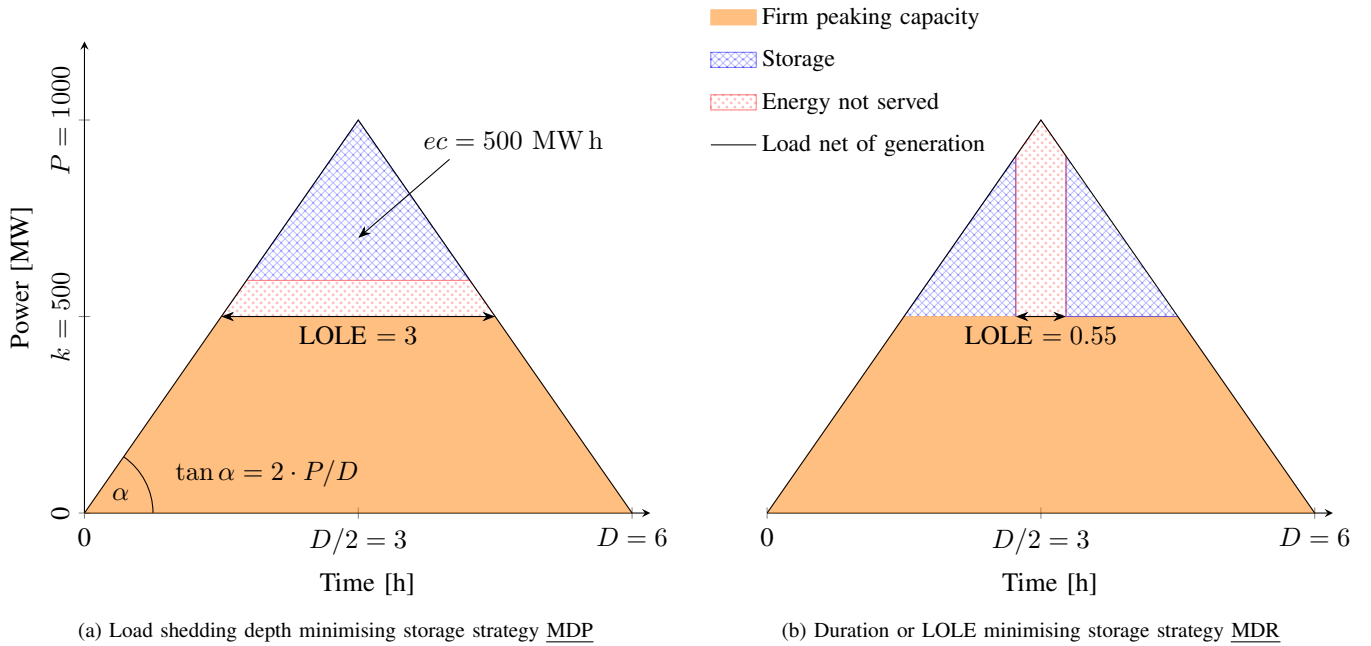 Firm peaking capacity
Storage
Energy not served
Load net of generation
Power [MW]
P = 1000
k = 500
0
ec = 500 MW h
LOLE = 3
tan α = 2 · P/D
α
0
D/2 = 3
D = 6
Time [h]
(a) Load shedding depth minimising storage strategy MDP
LOLE = 0.55
0
D/2 = 3
D = 6
Time [h]
(b) Duration or LOLE minimising storage strategy MDR